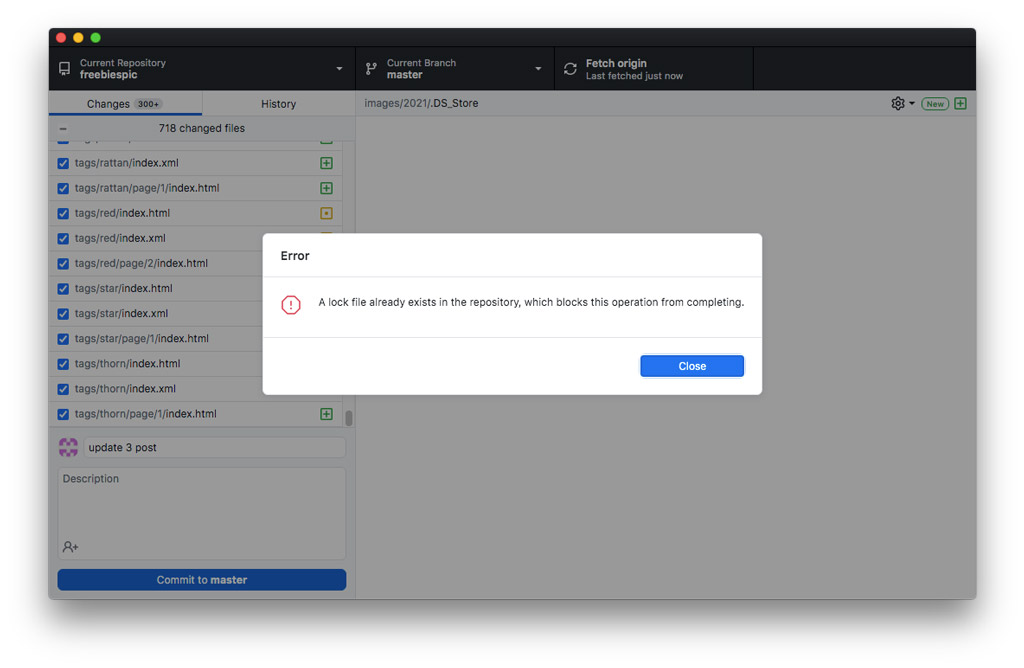 Current Repository
freebiespic
Current Branch
master
Fetch origin
Last fetched just now
Changes 300+
History
images/2021/.DS_Store
New
718 changed files
tags/rattan/index.xml
tags/rattan/page/1/index.html
tags/red/index.html
tags/red/index.xml
tags/red/page/2/index.html
tags/star/index.html
tags/star/index.xml
tags/star/page/1/index.html
tags/thorn/index.html
tags/thorn/index.xml
tags/thorn/page/1/index.html
Error
A lock file already exists in the repository, which blocks this operation from completing.
Close
update 3 post
Description
Commit to master